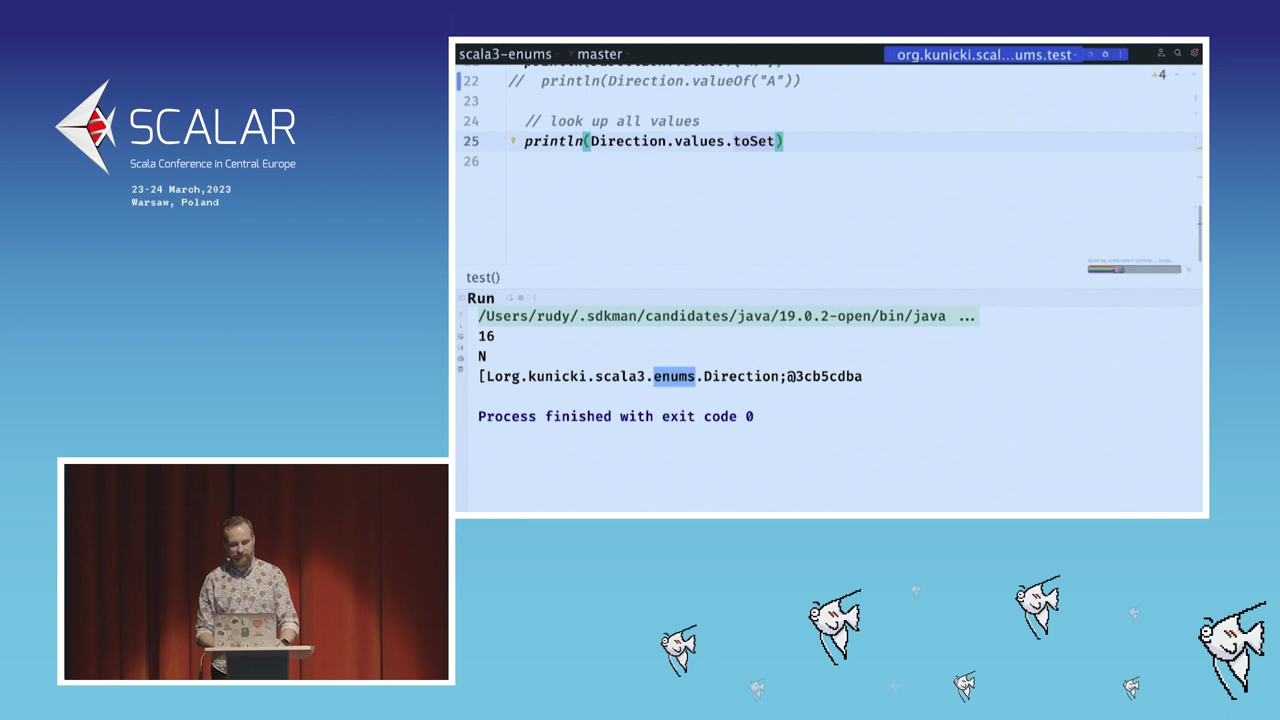 SCALAR
Scala Conference in Central Europe
23-24 March,2023
Warsaw, Poland
scala3-enums master org.kunicki.scal...ums.test
4
22 // println(Direction.valueOf("A"))
23
24 // look up all values
25 println(Direction.values.toSet)
26
test()
Run
/Users/rudy/.sdkman/candidates/java/19.0.2-open/bin/java ...
16
N
[Lorg.kunicki.scala3.enums.Direction;@3cb5cdba
Process finished with exit code 0